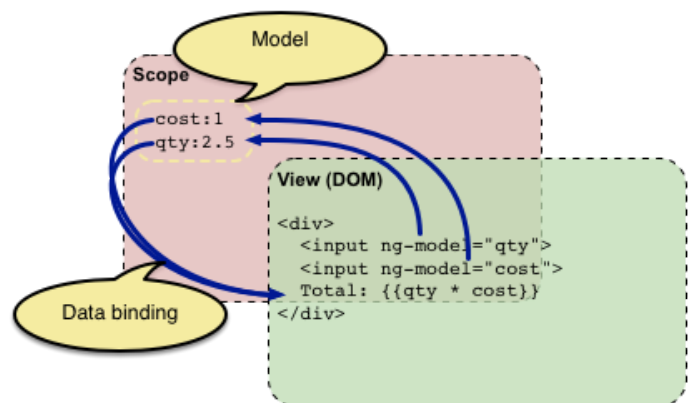 Model
Scope
cost:1
qty:2.5
View (DOM)
<div>
<input ng-model="qty">
<input ng-model="cost">
Total: {{qty * cost}}
</div>
Data binding